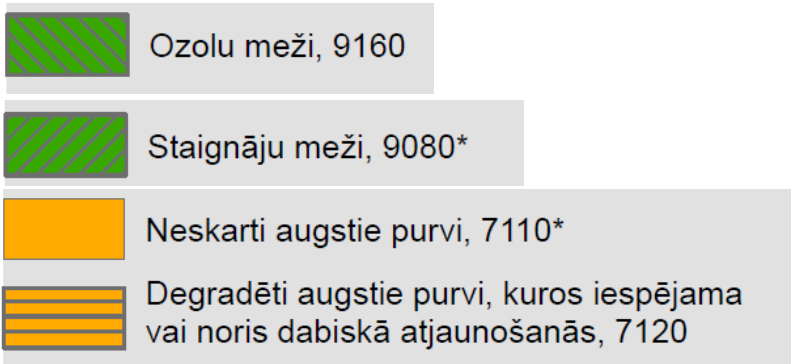 Ozolu meži, 9160
Staignāju meži, 9080*
Neskarti augstie purvi, 7110*
Degradēti augstie purvi, kuros iespējama
vai noris dabiskā atjaunošanās, 7120